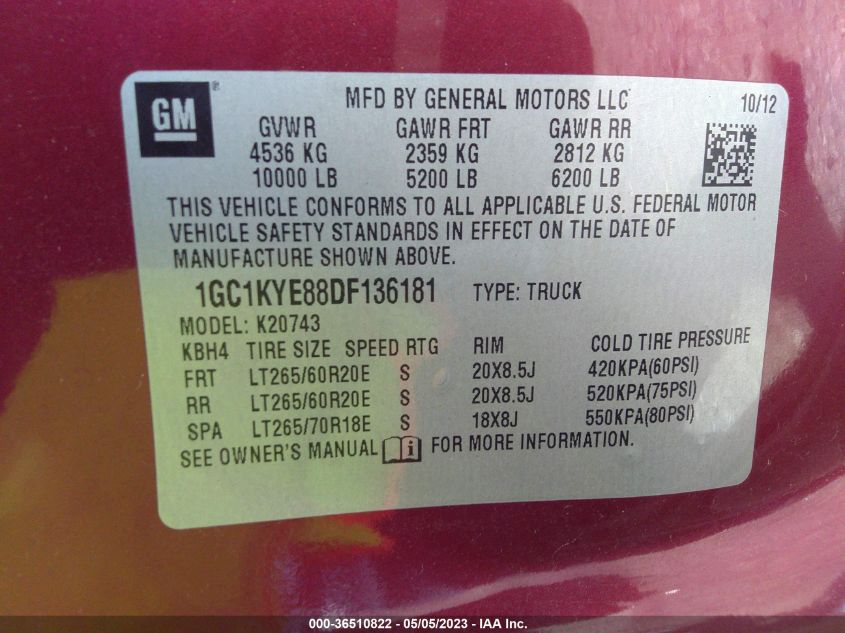 GM ®
MFD BY GENERAL MOTORS LLC 10/12
GVWR GAWR FRT GAWR RR
4536 KG 2359 KG 2812 KG
10000 LB 5200 LB 6200 LB
THIS VEHICLE CONFORMS TO ALL APPLICABLE U.S. FEDERAL MOTOR
VEHICLE SAFETY STANDARDS IN EFFECT ON THE DATE OF
MANUFACTURE SHOWN ABOVE.
1GC1KYE88DF136181 TYPE: TRUCK
MODEL: K20743
KBH4 TIRE SIZE SPEED RTG RIM COLD TIRE PRESSURE
FRT LT265/60R20E S 20X8.5J 420KPA(60PSI)
RR LT265/60R20E S 20X8.5J 520KPA(75PSI)
SPA LT265/70R18E S 18X8J 550KPA(80PSI)
SEE OWNER'S MANUAL i FOR MORE INFORMATION.
000-36510822 - 05/05/2023 - IAA Inc.